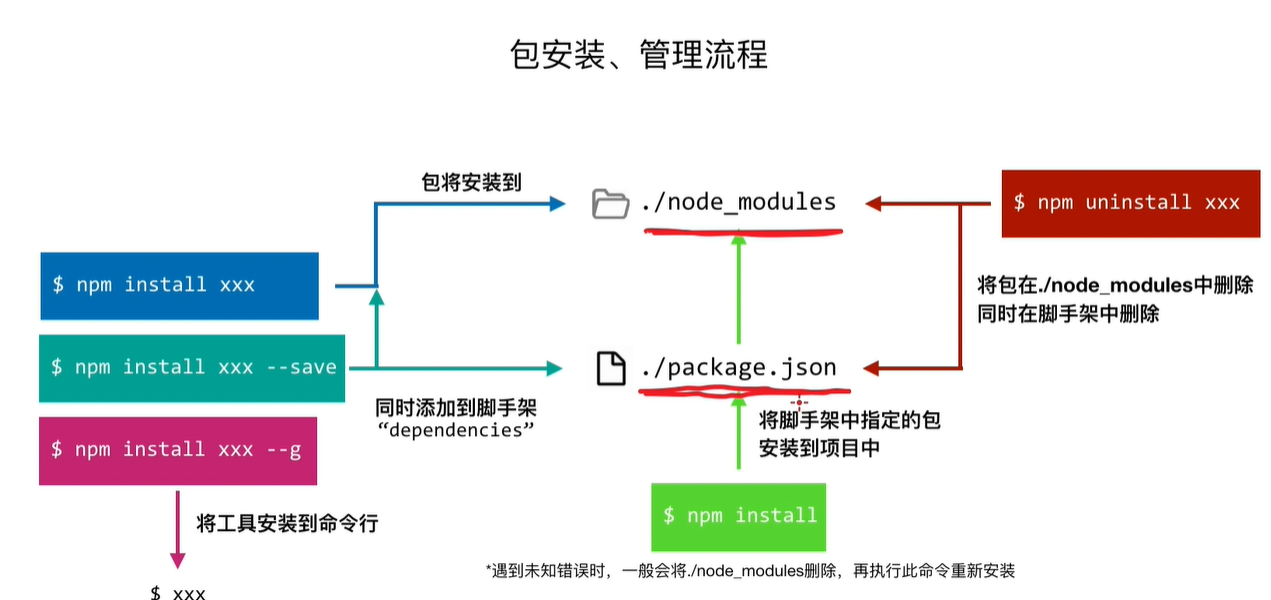 包安装、管理流程
包将安装到
./node_modules
$ npm uninstall xxx
$ npm install xxx
将包在./node_modules中删除
同时在脚手架中删除
$ npm install xxx --save
./package.json
同时添加到脚手架
“dependencies”
将脚手架中指定的包
安装到项目中
$ npm install xxx --g
将工具安装到命令行
$ npm install
*遇到未知错误时，一般会将./node_modules删除，再执行此命令重新安装
$ xxx